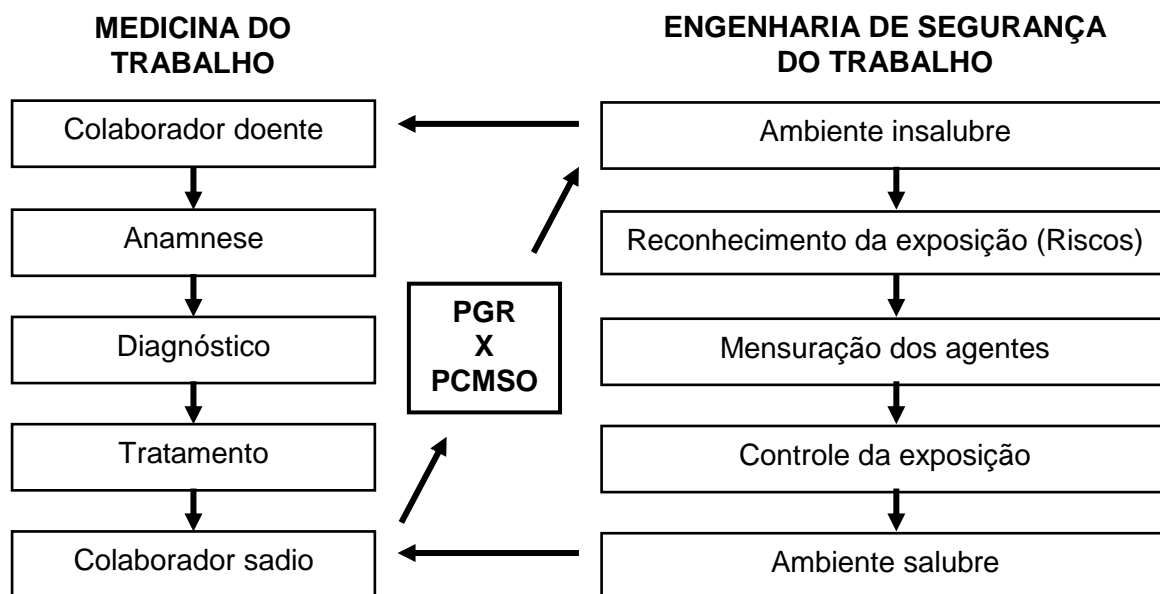 MEDICINA DO
TRABALHO
Colaborador doente
Anamnese
Diagnóstico
Tratamento
Colaborador sadio
PGR
X
PCMSO
ENGENHARIA DE SEGURANÇA
DO TRABALHO
Ambiente insalubre
Reconhecimento da exposição (Riscos)
Mensuração dos agentes
Controle da exposição
Ambiente salubre